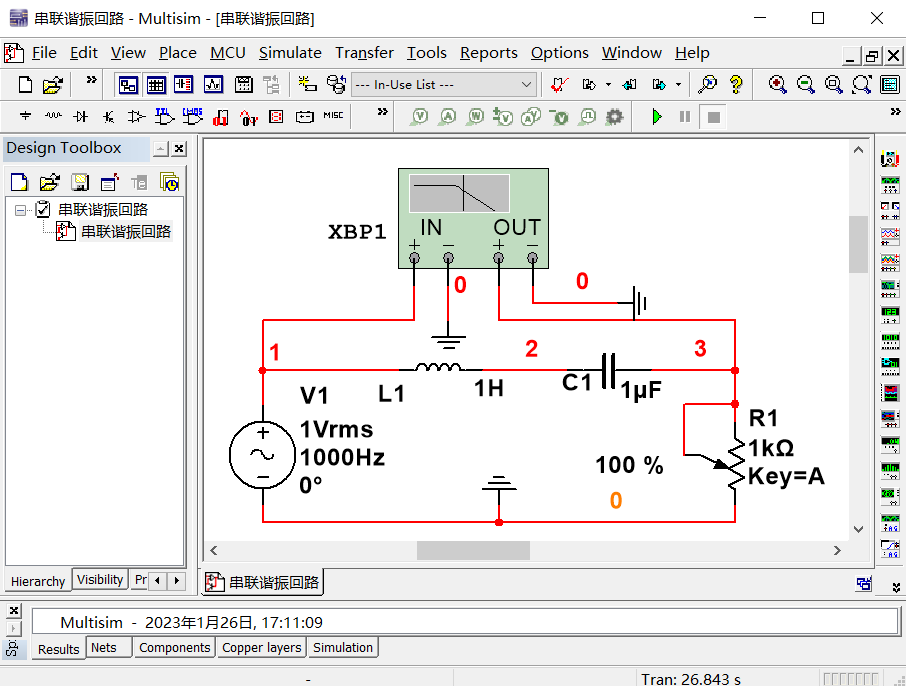 串联谐振回路 - Multisim - [串联谐振回路]
File Edit View Place MCU Simulate Transfer Tools Reports Options Window Help
--- In-Use List ---
MISC
Design Toolbox
串联谐振回路
串联谐振回路
XBP1
IN OUT
+ − + −
0
0
1
2
3
V1
L1
1H
C1
1µF
1Vrms
1000Hz
0°
R1
1kΩ
Key=A
100 %
0
Hierarchy Visibility Pr
串联谐振回路
Multisim - 2023年1月26日, 17:11:09
Results Nets Components Copper layers Simulation
-
Tran: 26.843 s